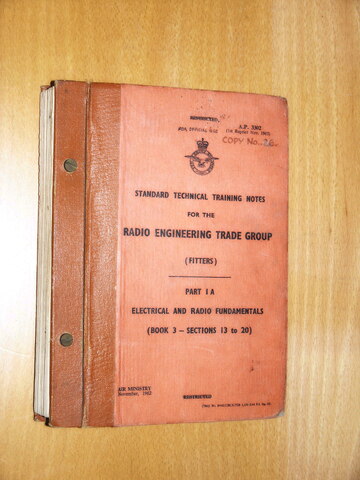 RESTRICTED
FOR OFFICIAL USE
A.P. 3302
COPY No. 26.
STANDARD TECHNICAL TRAINING NOTES
FOR THE
RADIO ENGINEERING TRADE GROUP
(FITTERS)
PART 1A
ELECTRICAL AND RADIO FUNDAMENTALS
(BOOK 3 – SECTIONS 13 to 20)
AIR MINISTRY
November, 1962
RESTRICTED